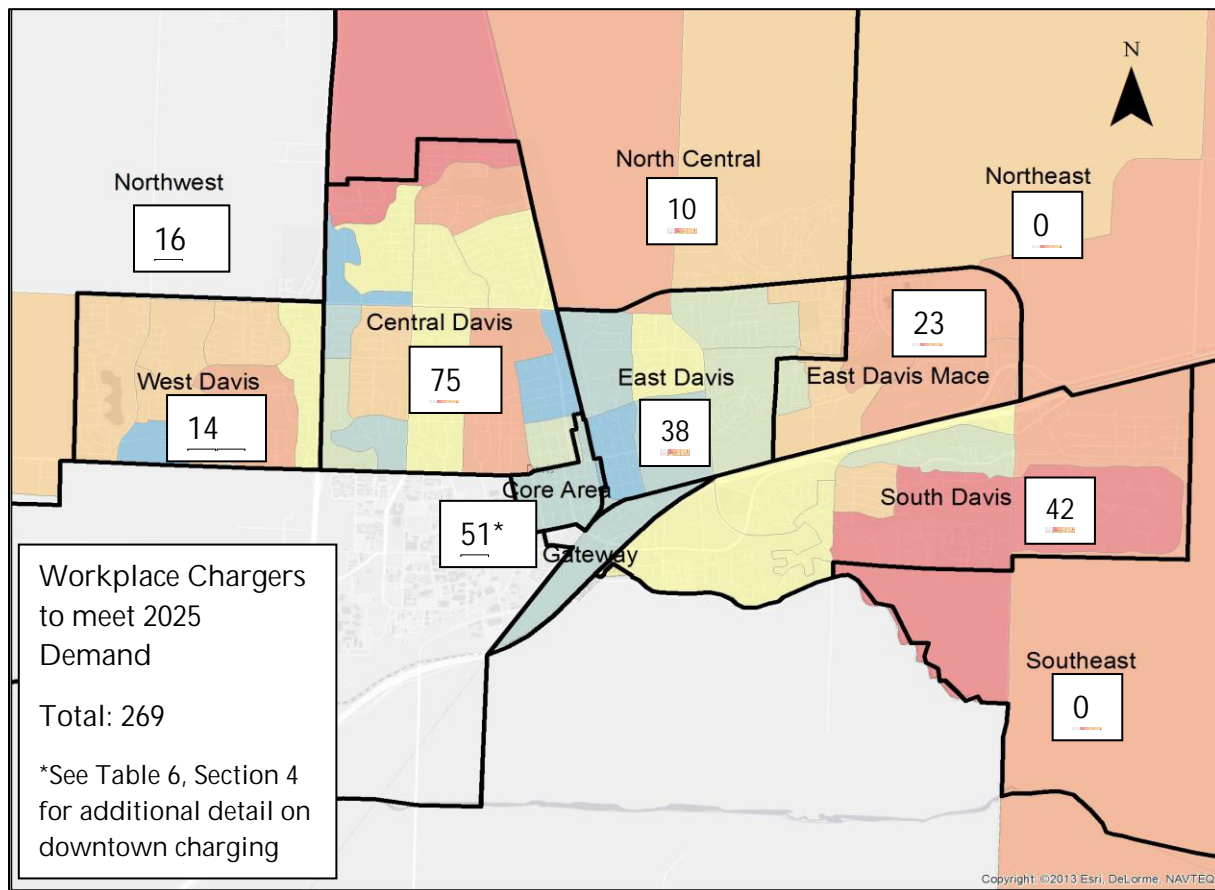 N
North Central
10
Northeast
0
Northwest
16
Central Davis
75
23
West Davis
14
East Davis
38
East Davis Mace
Core Area
51*
South Davis
42
Gateway
Southeast
0
Workplace Chargers
to meet 2025
Demand
Total: 269
*See Table 6, Section 4
for additional detail on
downtown charging
Copyright: ©2013 Esri, DeLorme, NAVTEQ